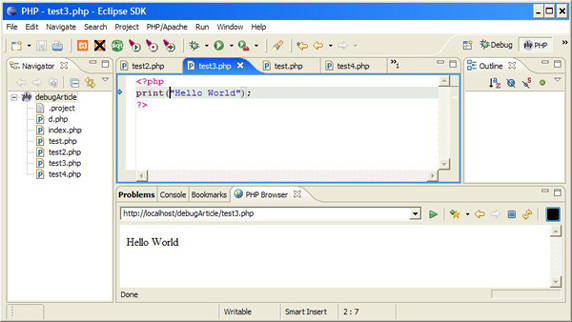 PHP - test3.php - Eclipse SDK
File Edit Navigate Search Project PHP/Apache Run Window Help
SQL Debug PHP
Navigator
debugArticle
.project
d.php
index.php
test.php
test2.php
test3.php
test4.php
test2.php test3.php test.php test4.php »1
<?php
print("Hello World");
?>
Outline
Problems Console Bookmarks PHP Browser
http://localhost/debugArticle/test3.php
Hello World
Done
Writable Smart Insert 2 : 7